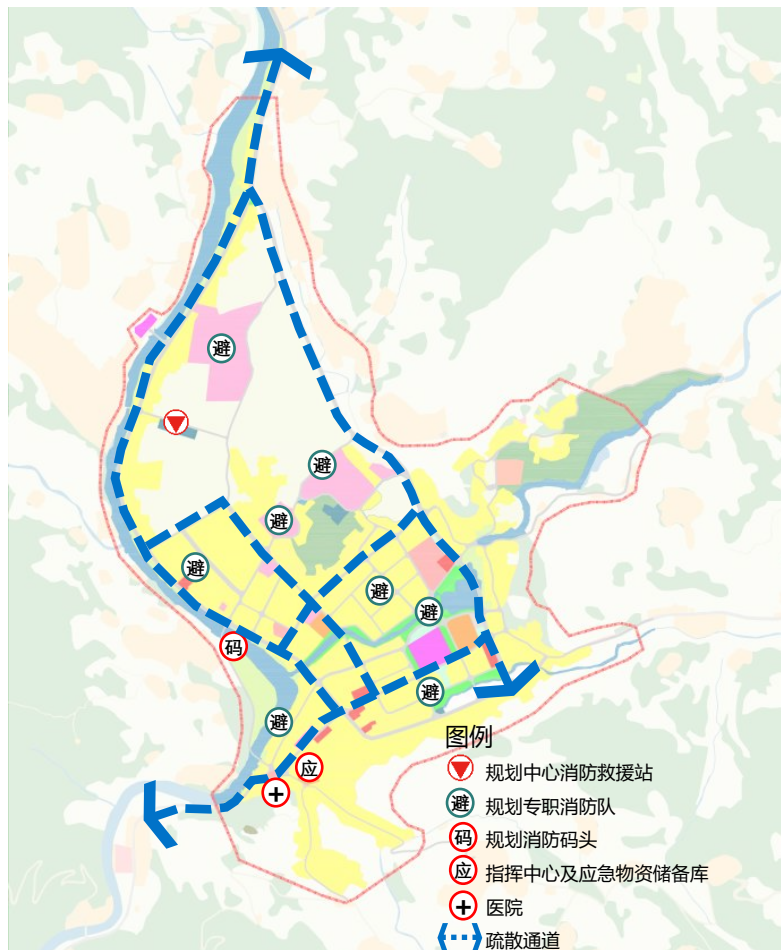 避
避
避
避
避
避
码
避
避
应
图例
规划中心消防救援站
避 规划专职消防队
码 规划消防码头
应 指挥中心及应急物资储备库
医院
疏散通道